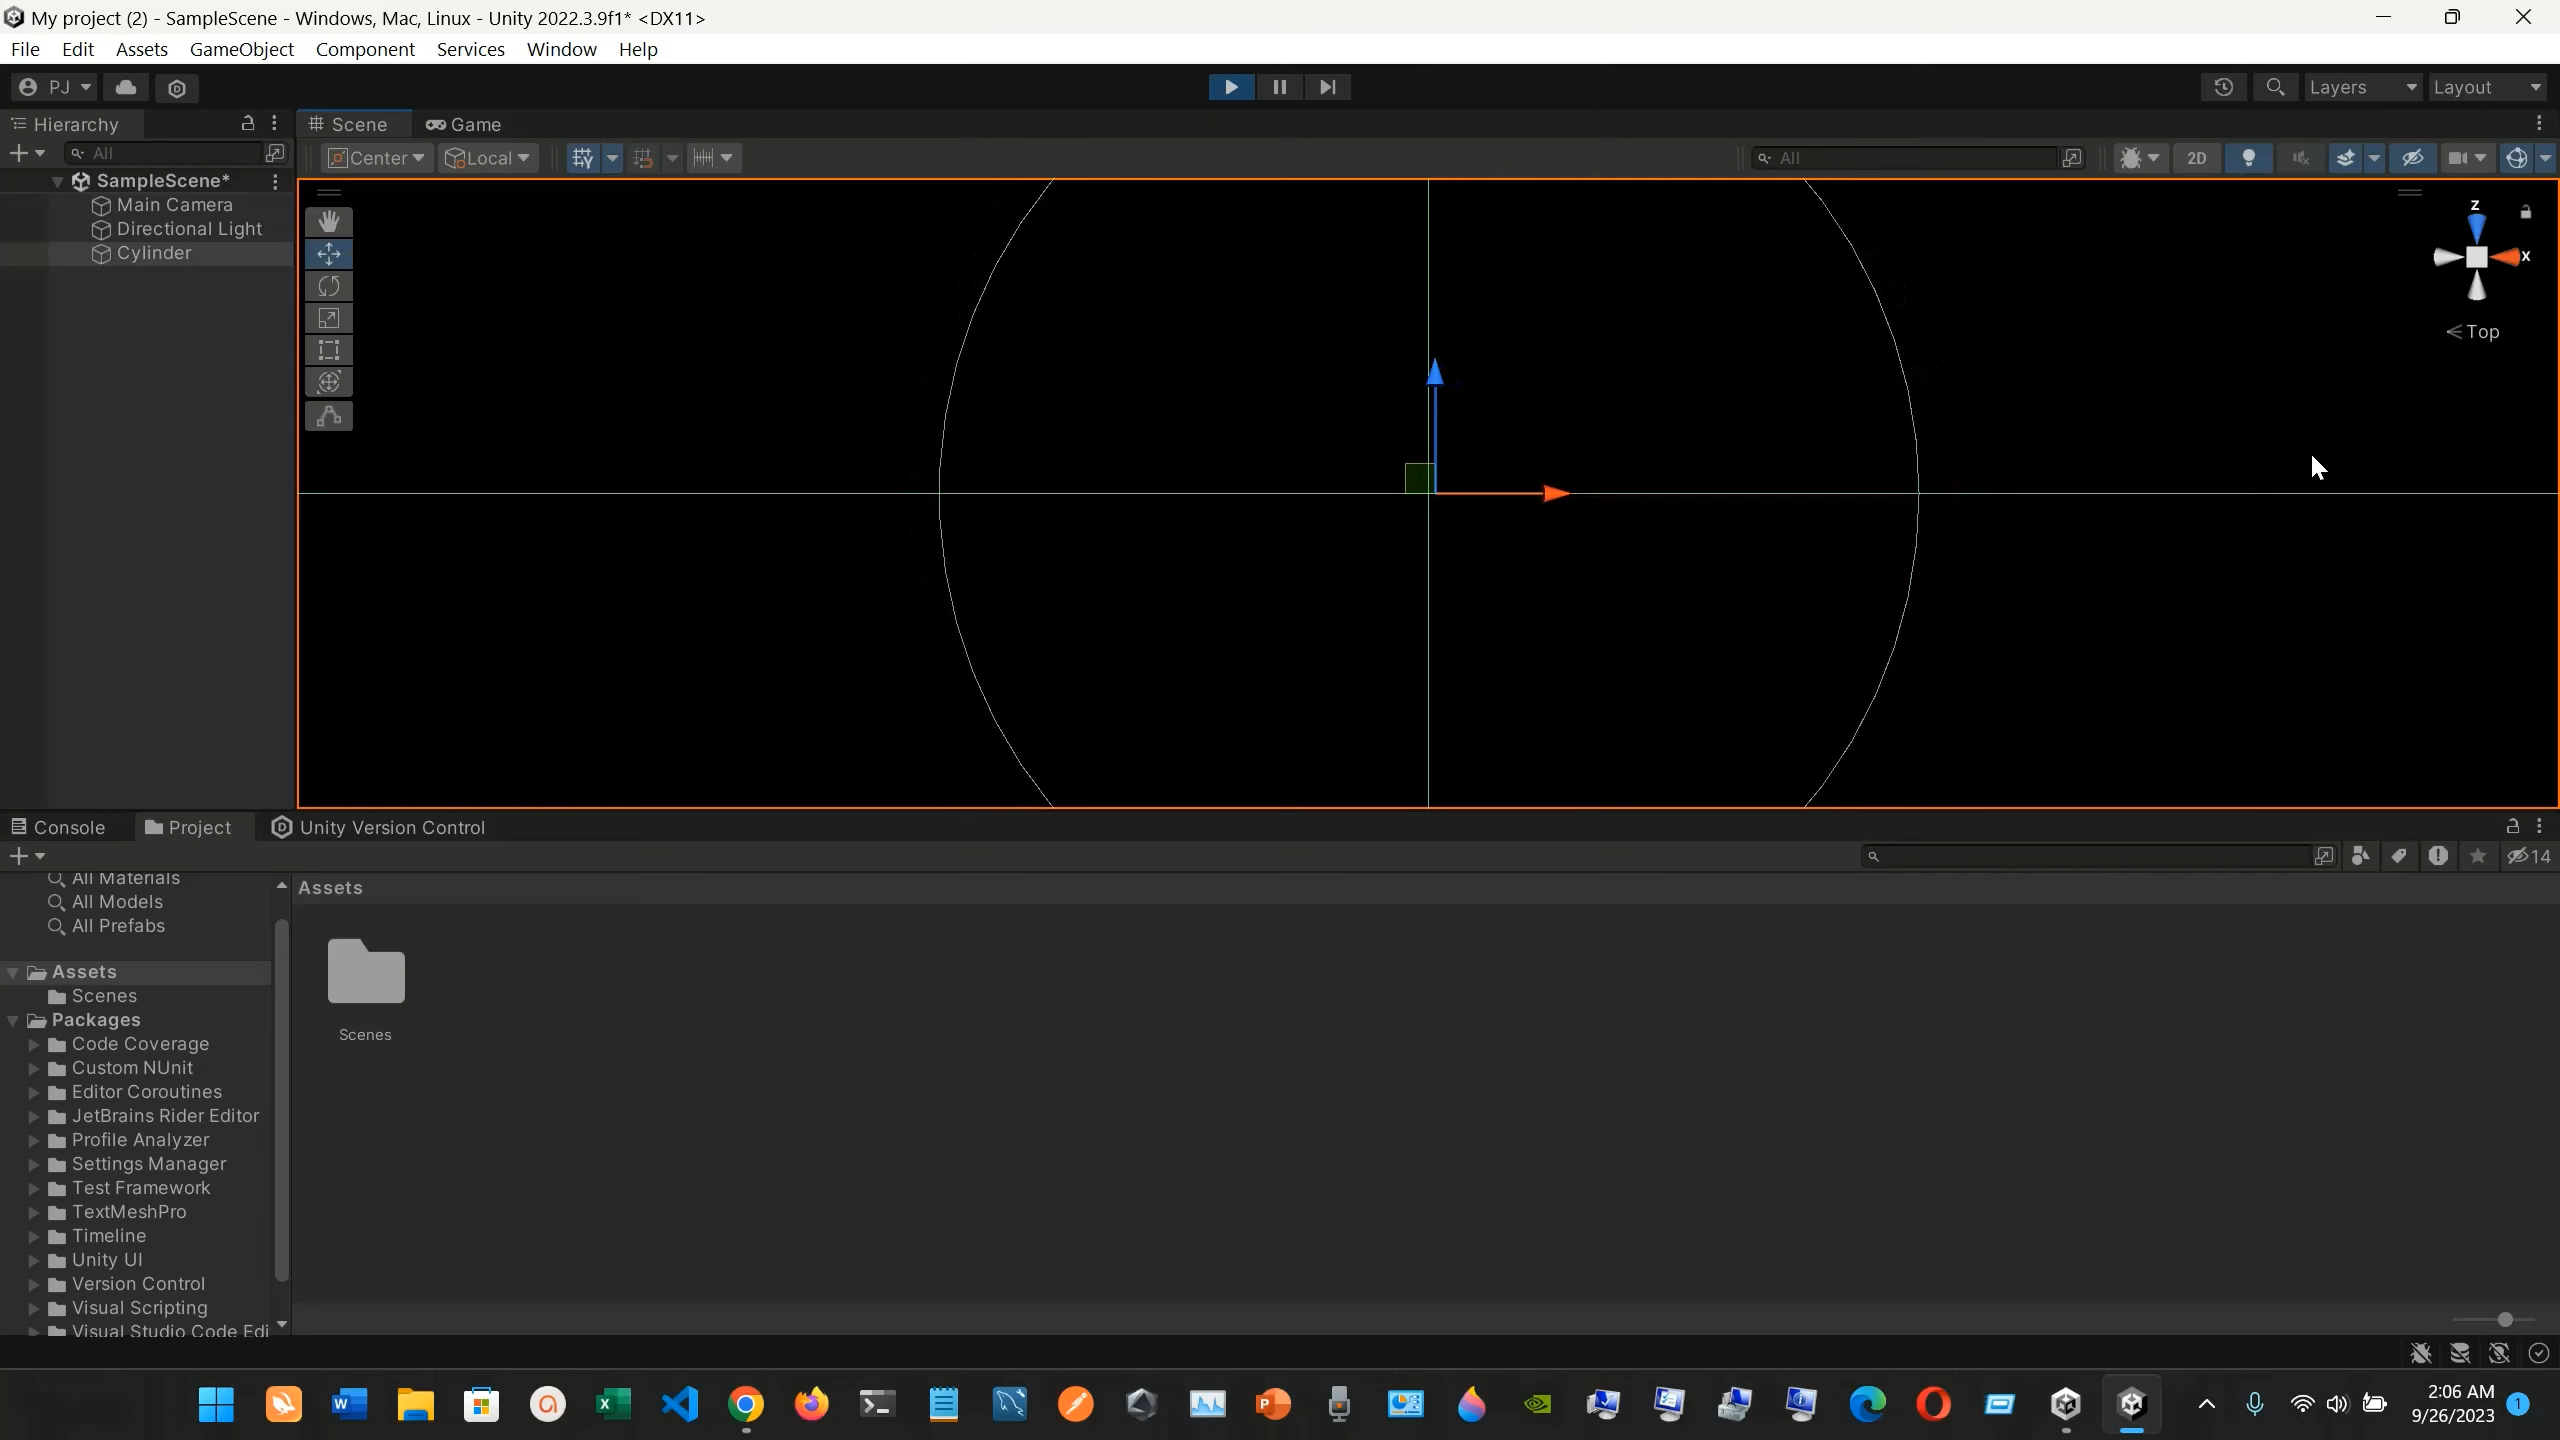 My project (2) - SampleScene - Windows, Mac, Linux - Unity 2022.3.9f1* <DX11>
File Edit Assets GameObject Component Services Window Help
PJ Layers Layout
Hierarchy Scene Game
All Center Local All 2D
SampleScene*
Main Camera
Directional Light
Cylinder
z
x
Top
Console Project Unity Version Control
14
All Materials
All Models
All Prefabs
Assets
Scenes
Packages
Code Coverage
Custom NUnit
Editor Coroutines
JetBrains Rider Editor
Profile Analyzer
Settings Manager
Test Framework
TextMeshPro
Timeline
Unity UI
Version Control
Visual Scripting
Visual Studio Code Edi
Assets
Scenes
2:06 AM
9/26/2023
1